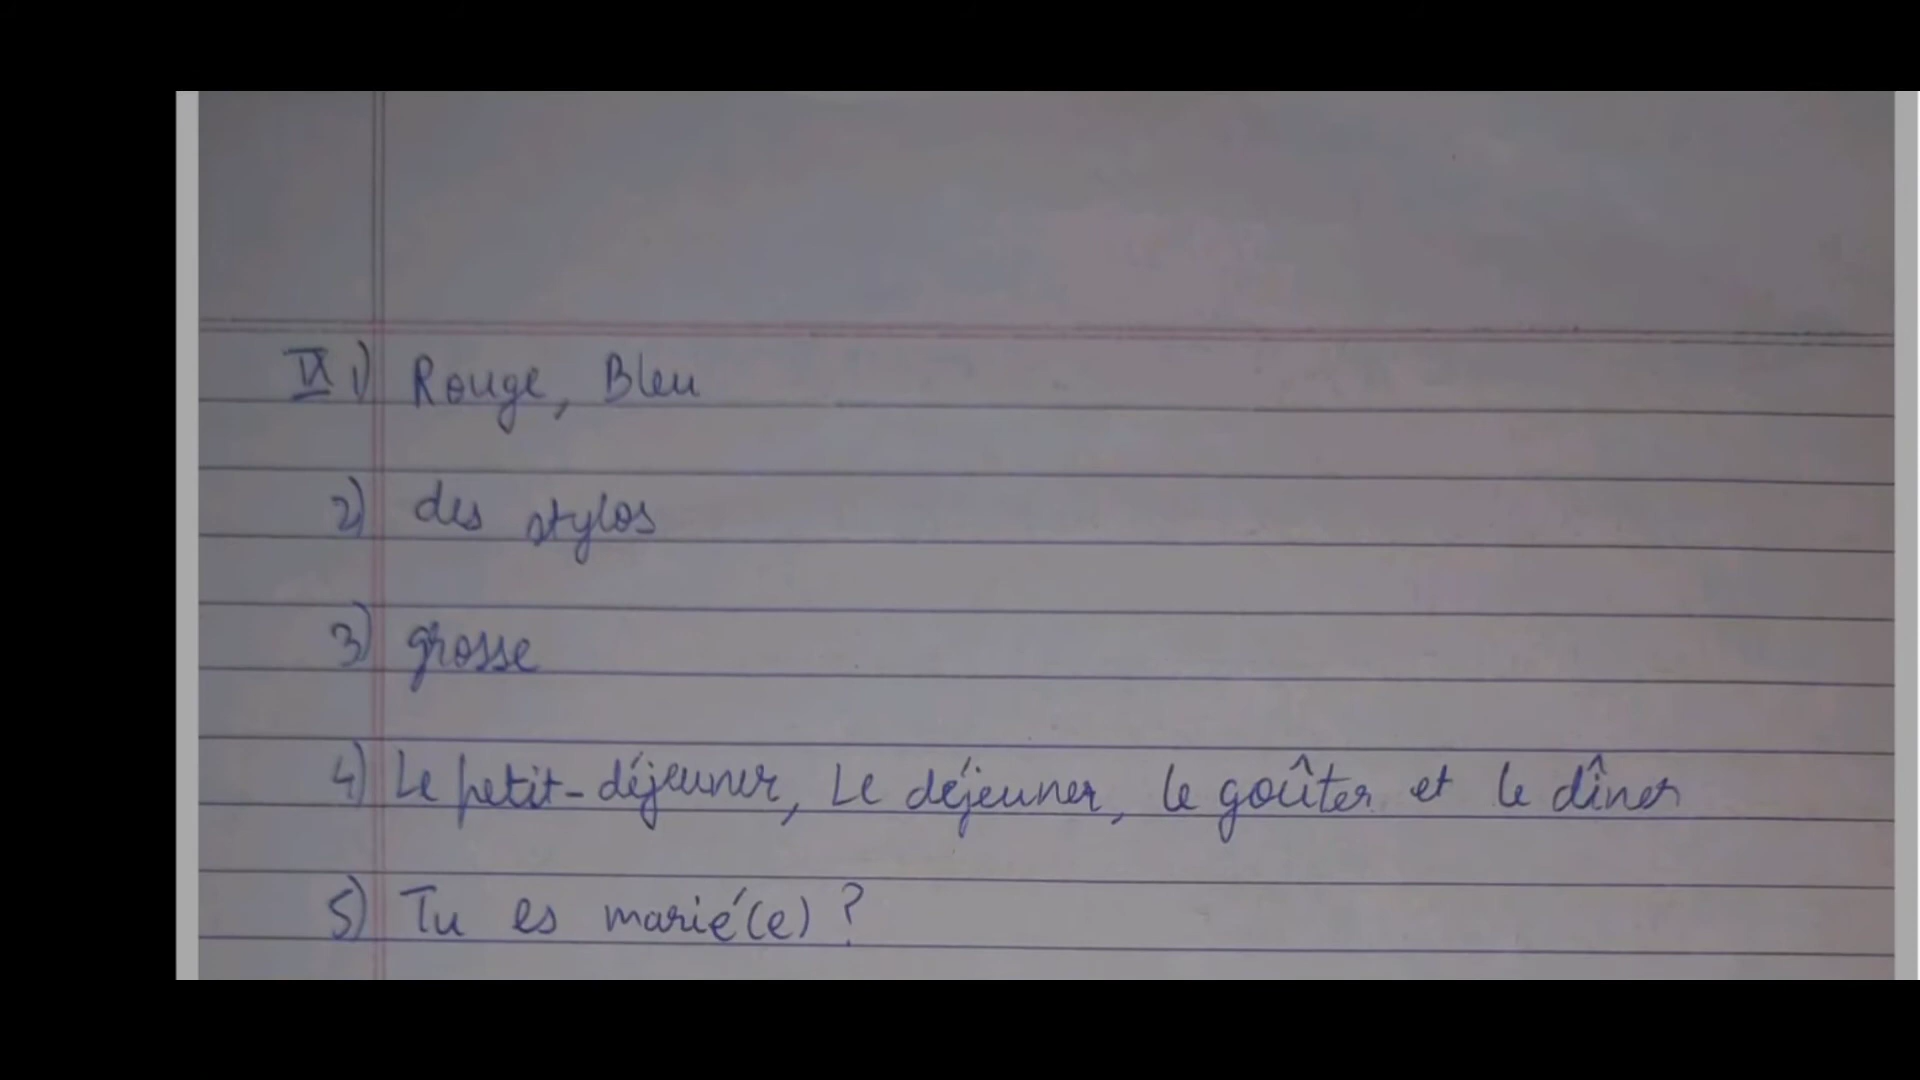 IX 1) Rouge, Bleu
2) des stylos
3) grosse
4) Le petit-déjeuner, Le déjeuner, le goûter et le dîner
5) Tu es marié(e) ?